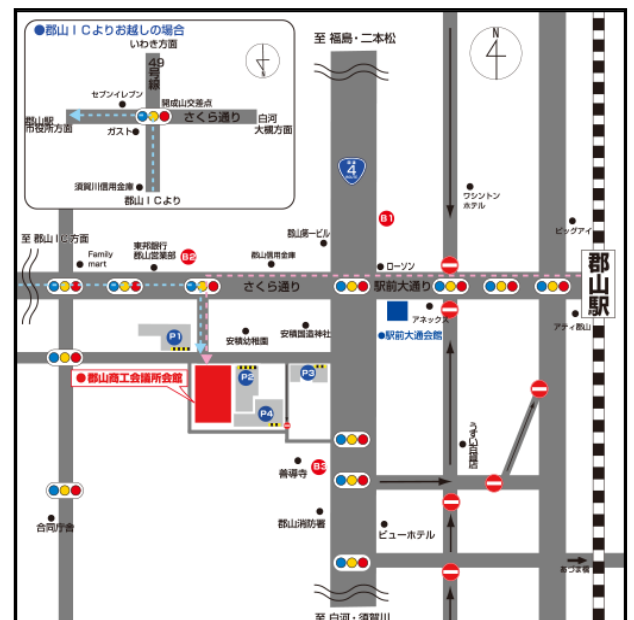 ●郡山ICよりお越しの場合
いわき方面
49号線
セブンイレブン
開成山交差点
さくら通り
郡山駅
市役所方面
ガスト
白河
大槻方面
須賀川信用金庫
郡山ICより
N
至 福島・二本松
4
4
B1
ワシントン
ホテル
ビッグアイ
郡山第一ビル
至 郡山IC方面
Family
mart
東邦銀行
郡山営業部
B2
郡山信用金庫
ローソン
郡山駅
さくら通り
駅前大通り
アネックス
アティ郡山
●駅前大通会館
P1
安積幼稚園
安積国造神社
●郡山商工会議所会館
P2
P3
P4
うすい百貨店
善導寺
B3
合同庁舎
郡山消防署
ビューホテル
あづま橋
至 白河・須賀川